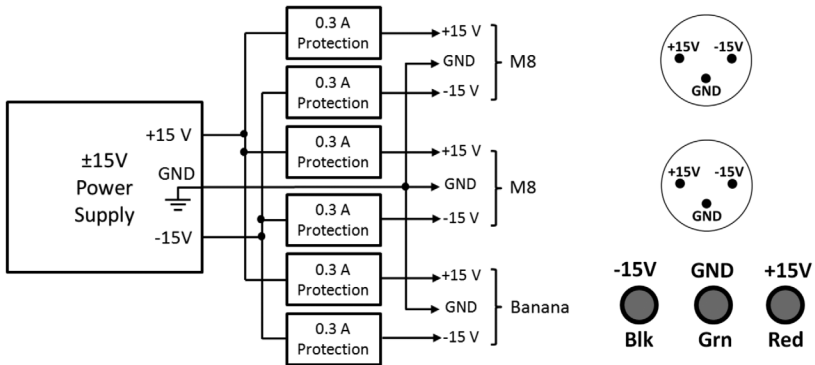 ±15V
Power
Supply
+15 V
GND
-15V
0.3 A
Protection
0.3 A
Protection
0.3 A
Protection
0.3 A
Protection
0.3 A
Protection
0.3 A
Protection
+15 V
GND
-15 V
M8
+15 V
GND
-15 V
M8
+15 V
GND
-15 V
Banana
+15V -15V
GND
+15V -15V
GND
-15V GND +15V
Blk Grn Red